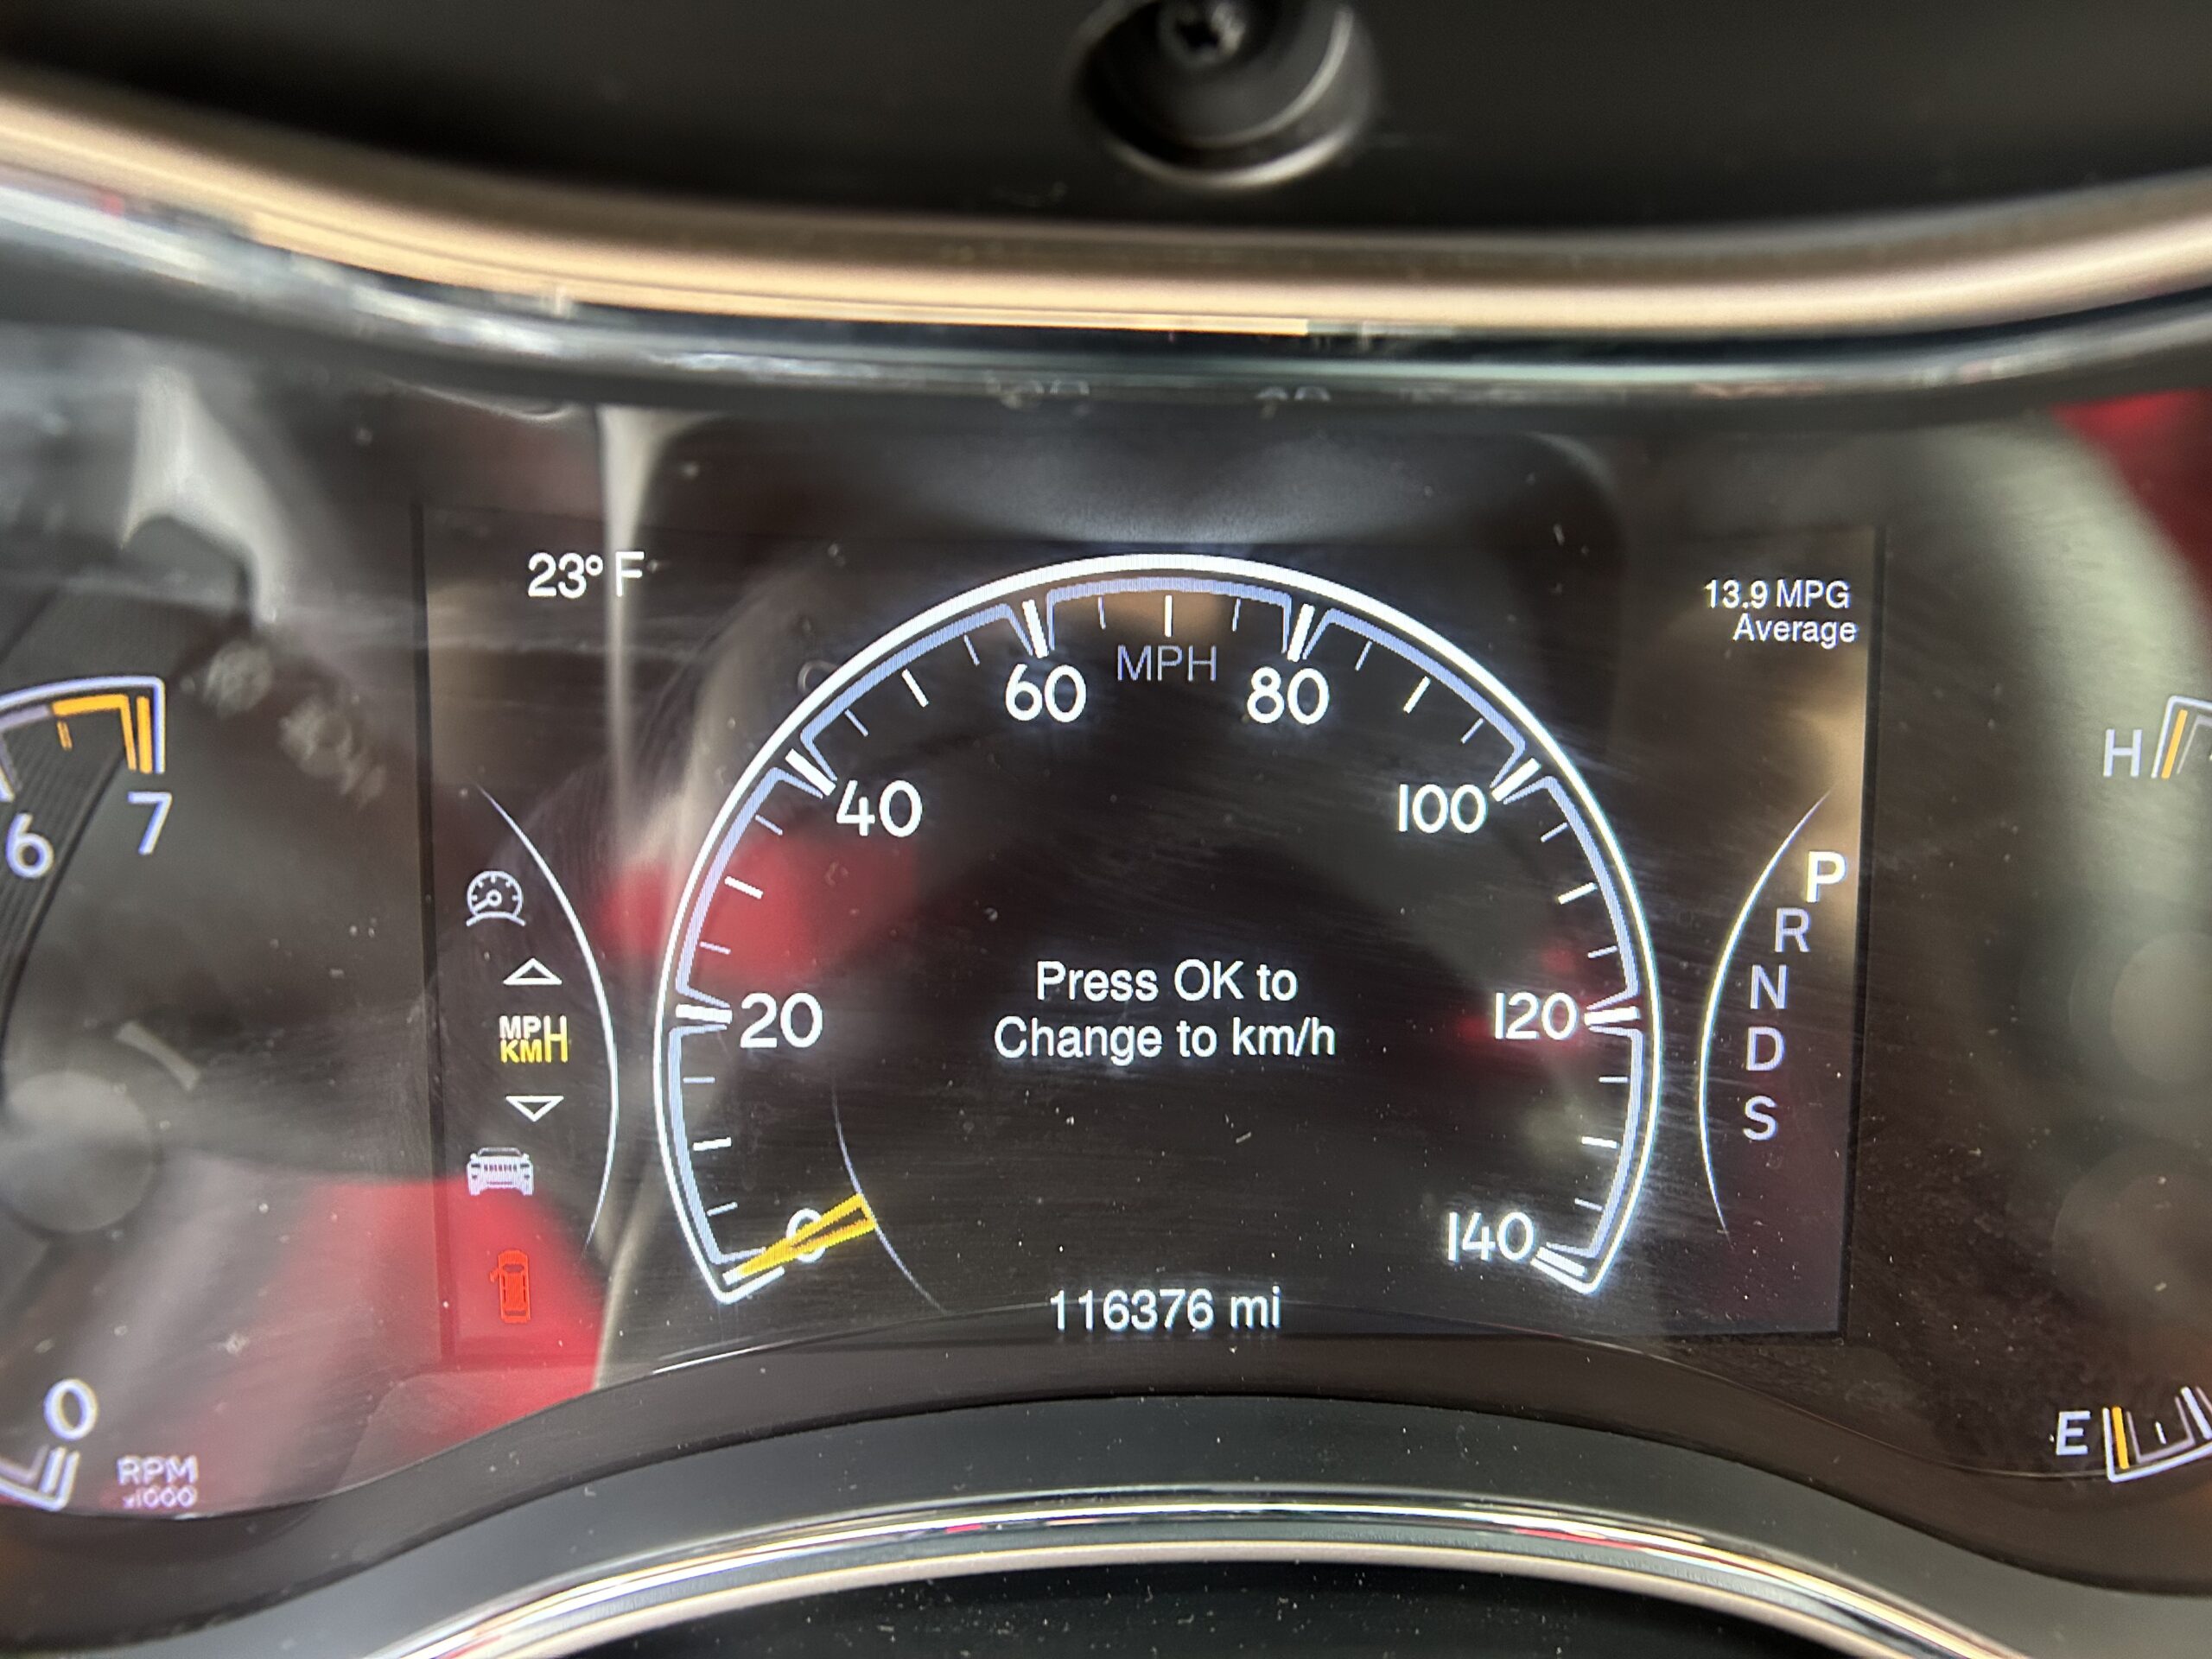 23° F
13.9 MPG
Average
MPH
60
80
40
100
20
120
0
140
Press OK to
Change to km/h
MPH
KMH
P
R
N
D
S
116376 mi
6
7
0
RPM
x1000
H
E